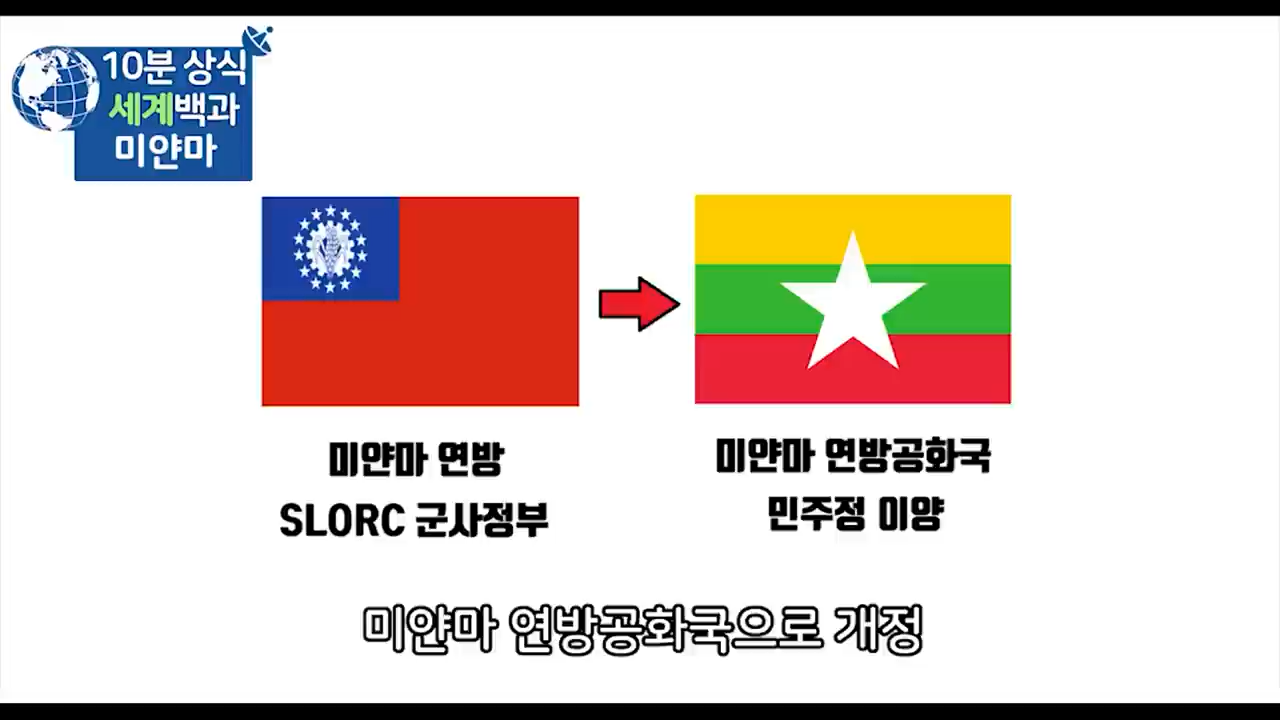 10분 상식
세계백과
미얀마
미얀마 연방
SLORC 군사정부
미얀마 연방공화국
민주정 이양
미얀마 연방공화국으로 개정